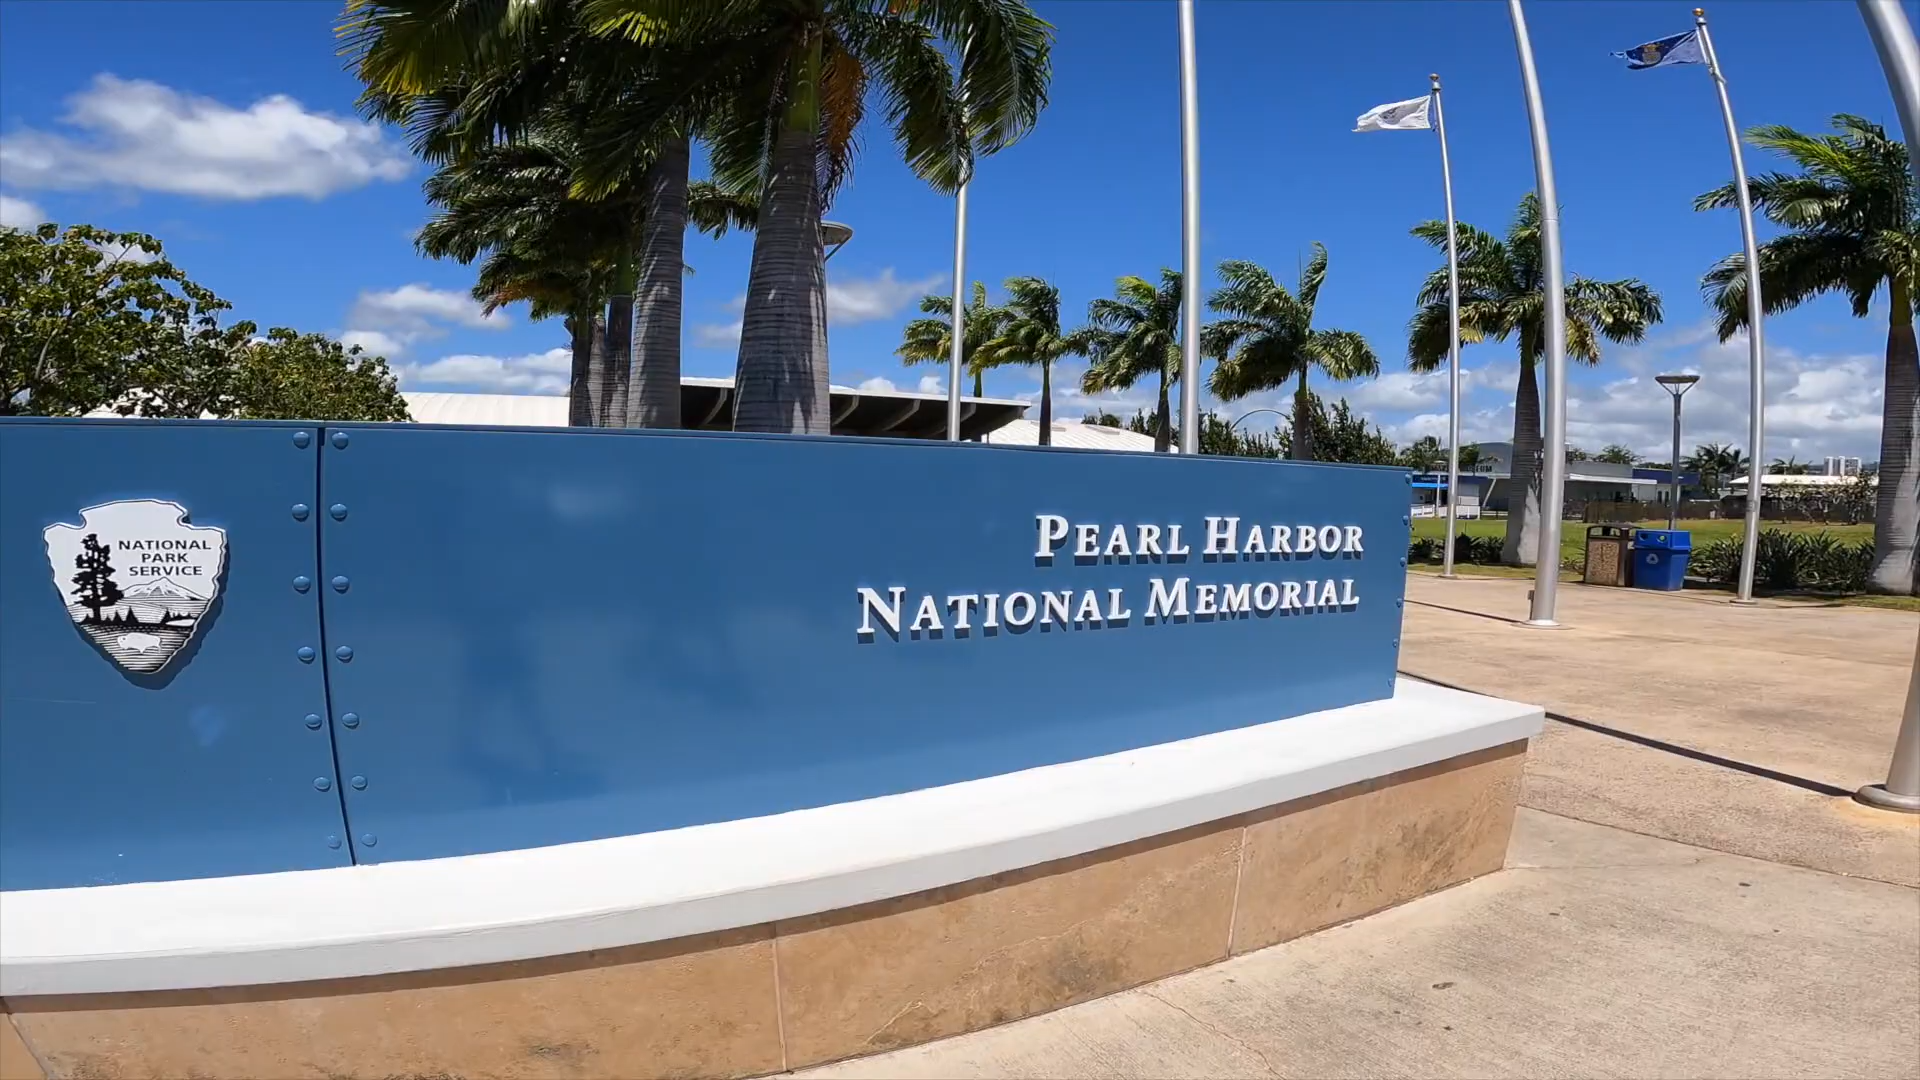 NATIONAL
PARK
SERVICE
PEARL HARBOR
NATIONAL MEMORIAL